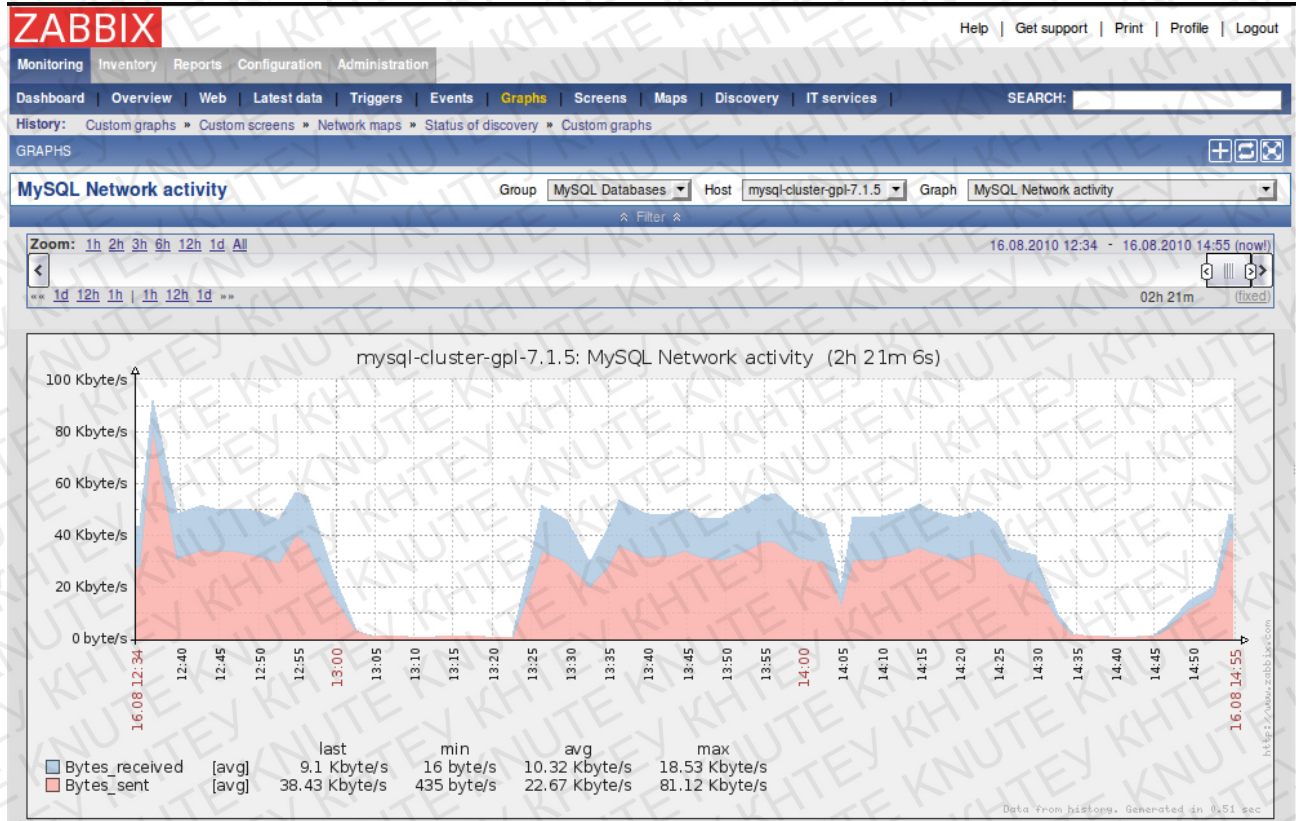 ZABBIX
Help | Get support | Print | Profile | Logout
Monitoring Inventory Reports Configuration Administration
Dashboard | Overview | Web | Latest data | Triggers | Events | Graphs | Screens | Maps | Discovery | IT services | SEARCH:
History: Custom graphs » Custom screens » Network maps » Status of discovery » Custom graphs
GRAPHS
MySQL Network activity Group MySQL Databases Host mysql-cluster-gpl-7.1.5 Graph MySQL Network activity
Filter
Zoom: 1h 2h 3h 6h 12h 1d All 16.08.2010 12:34 - 16.08.2010 14:55 (now!)
«« 1d 12h 1h | 1h 12h 1d »» 02h 21m (fixed)
mysql-cluster-gpl-7.1.5: MySQL Network activity (2h 21m 6s)
100 Kbyte/s
80 Kbyte/s
60 Kbyte/s
40 Kbyte/s
20 Kbyte/s
0 byte/s
16.08 12:34 12:40 12:45 12:50 12:55 13:00 13:05 13:10 13:15 13:20 13:25 13:30 13:35 13:40 13:45 13:50 13:55 14:00 14:05 14:10 14:15 14:20 14:25 14:30 14:35 14:40 14:45 14:50 16.08 14:55
http://www.zabbix.com
last min avg max
Bytes_received [avg] 9.1 Kbyte/s 16 byte/s 10.32 Kbyte/s 18.53 Kbyte/s
Bytes_sent [avg] 38.43 Kbyte/s 435 byte/s 22.67 Kbyte/s 81.12 Kbyte/s
Data from history. Generated in 0.51 sec
KNUTE KHTEY